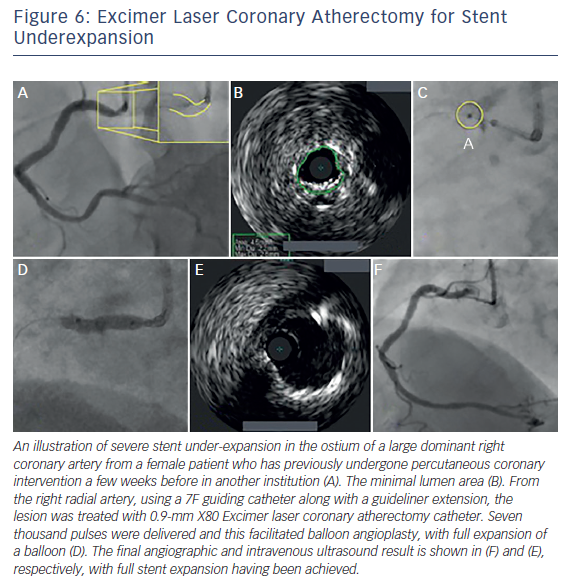 Figure 6: Excimer Laser Coronary Atherectomy for Stent
Underexpansion
A
B
C
A
D
E
F
An illustration of severe stent under-expansion in the ostium of a large dominant right
coronary artery from a female patient who has previously undergone percutaneous coronary
intervention a few weeks before in another institution (A). The minimal lumen area (B). From
the right radial artery, using a 7F guiding catheter along with a guideliner extension, the
lesion was treated with 0.9-mm X80 Excimer laser coronary atherectomy catheter. Seven
thousand pulses were delivered and this facilitated balloon angioplasty, with full expansion of
a balloon (D). The final angiographic and intravenous ultrasound result is shown in (F) and (E),
respectively, with full stent expansion having been achieved.